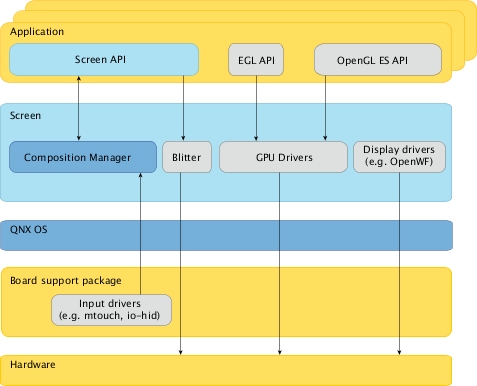 Application
Screen API
EGL API
OpenGL ES API
Screen
Composition Manager
Blitter
GPU Drivers
Display drivers
(e.g. OpenWF)
QNX OS
Board support package
Input drivers
(e.g. mtouch, io-hid)
Hardware